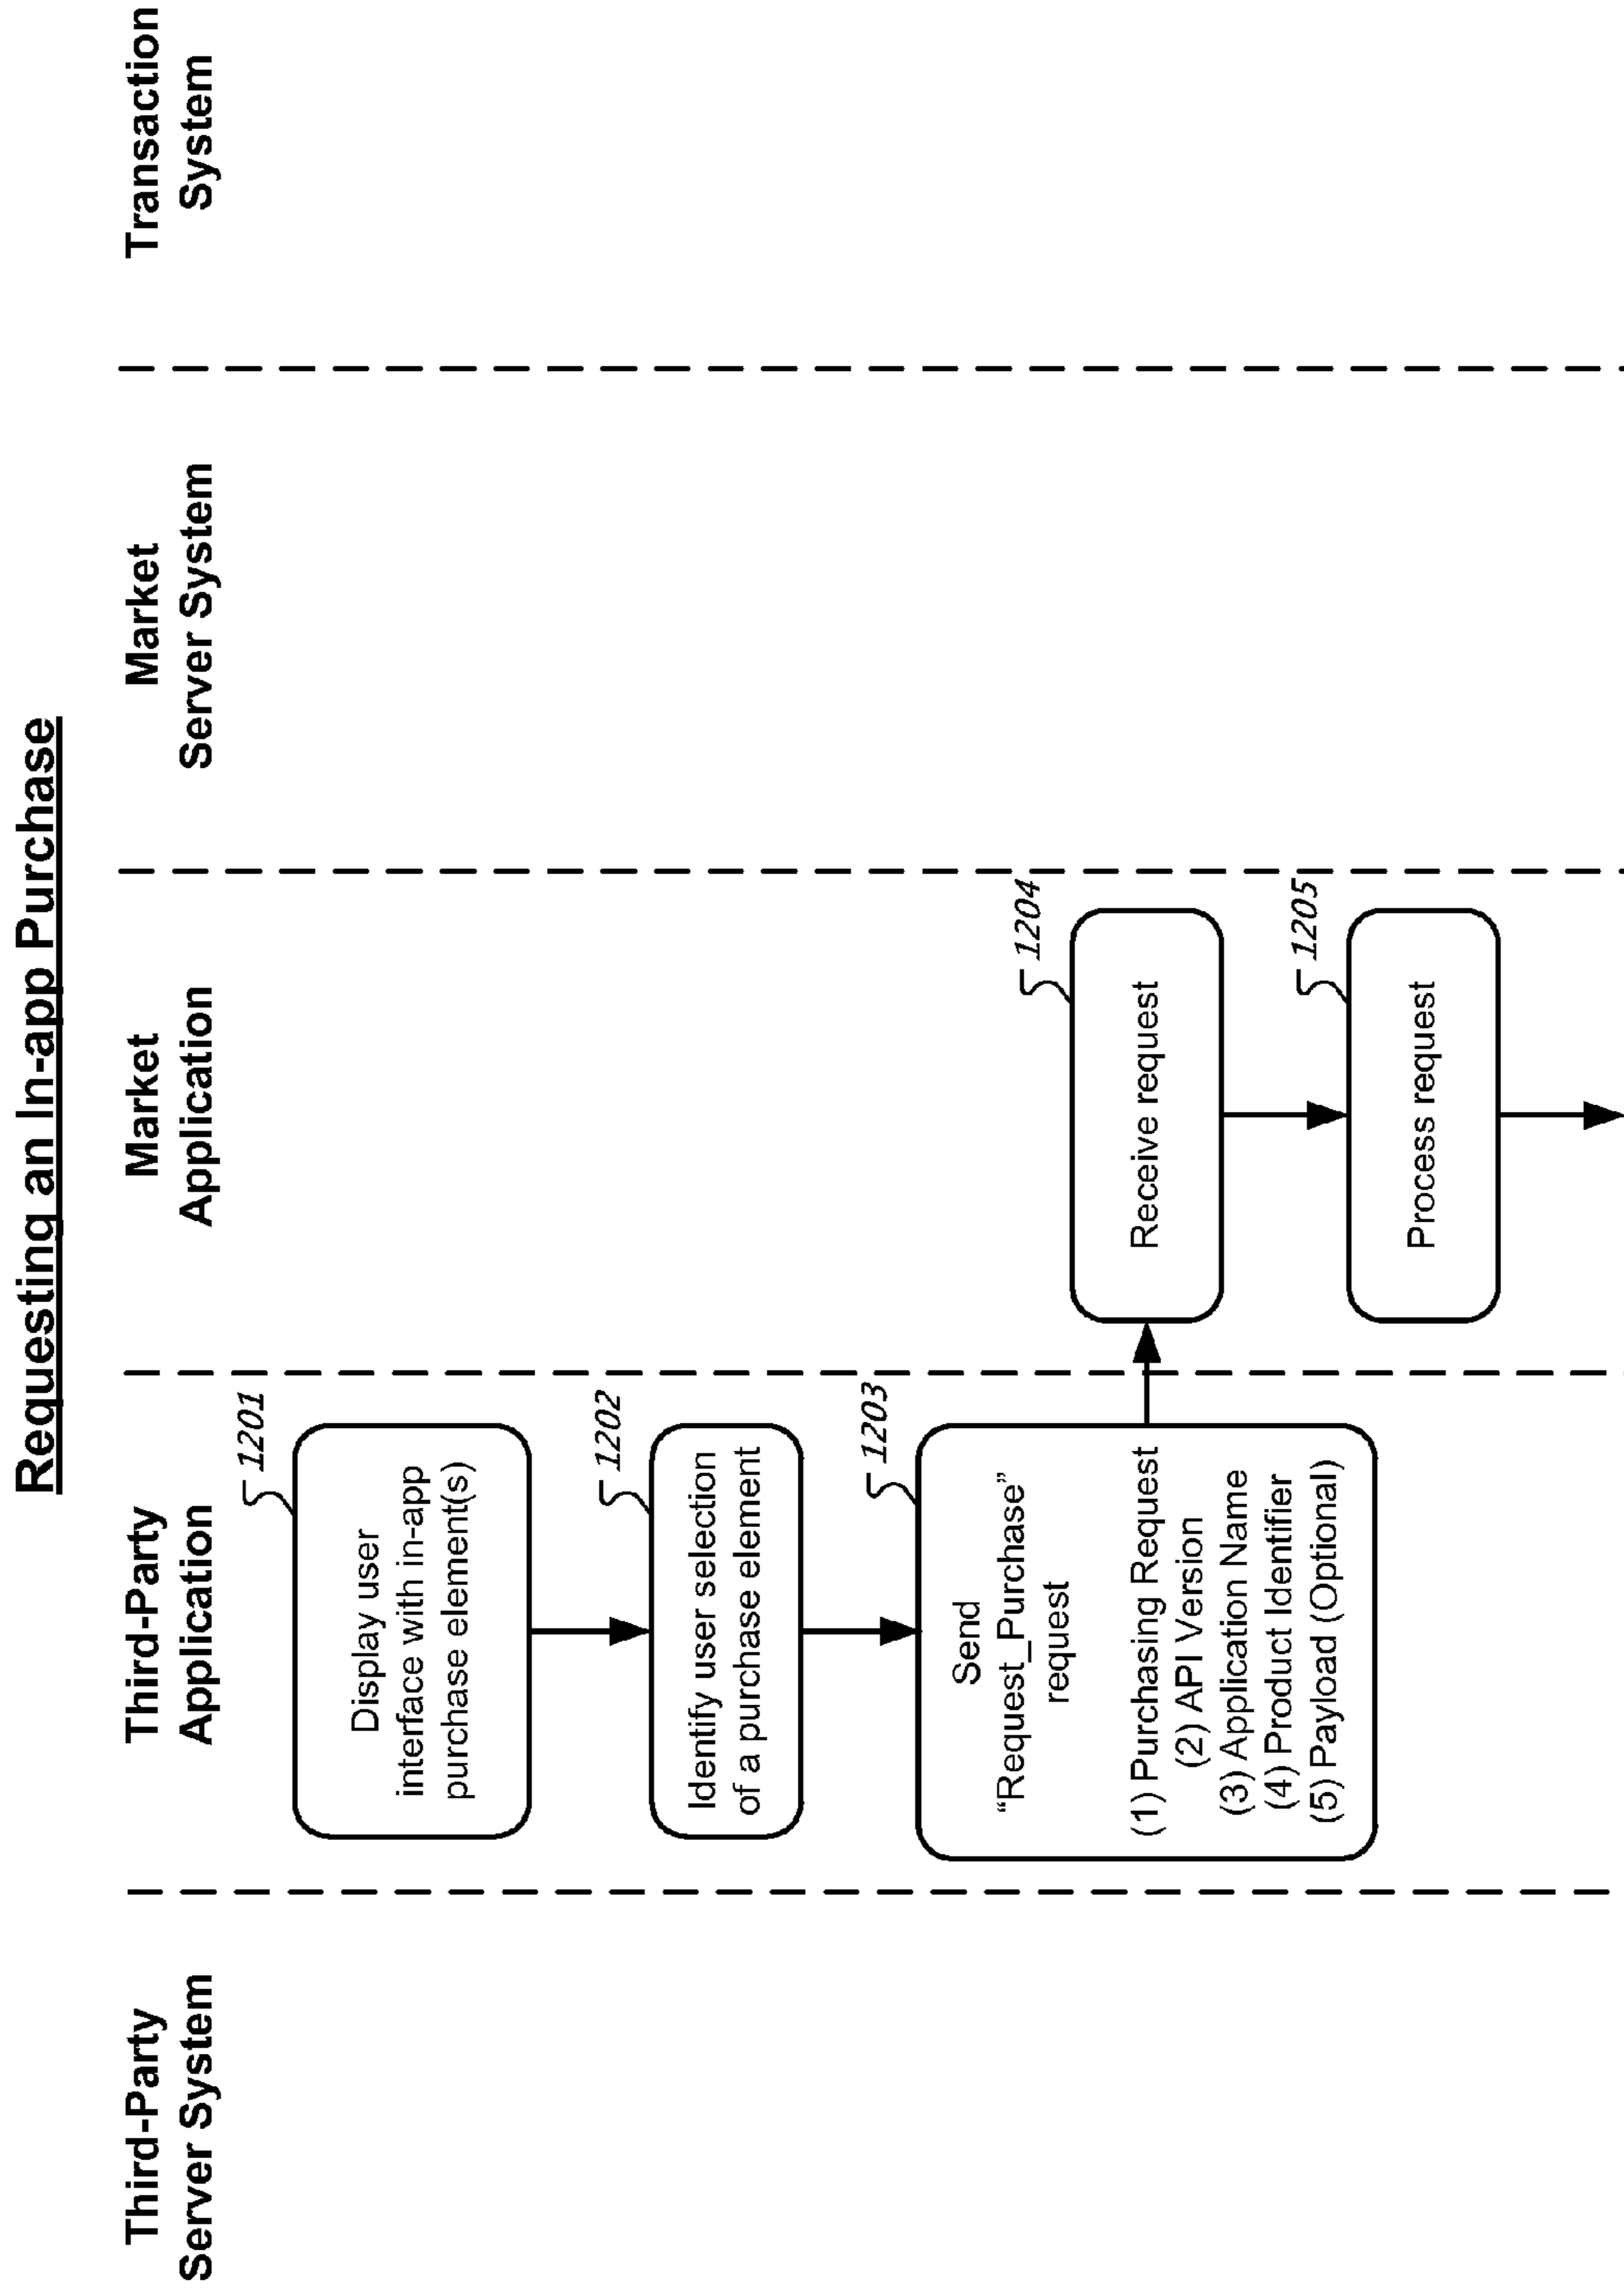 Requesting an In-app Purchase
Third-Party
Server System
Third-Party
Application
Market
Application
Market
Server System
Transaction
System
1201
Display user
interface with in-app
purchase element(s)
1202
Identify user selection
of a purchase element
1203
Send
“Request_Purchase”
request
(1) Purchasing Request
(2) API Version
(3) Application Name
(4) Product Identifier
(5) Payload (Optional)
1204
Receive request
1205
Process request